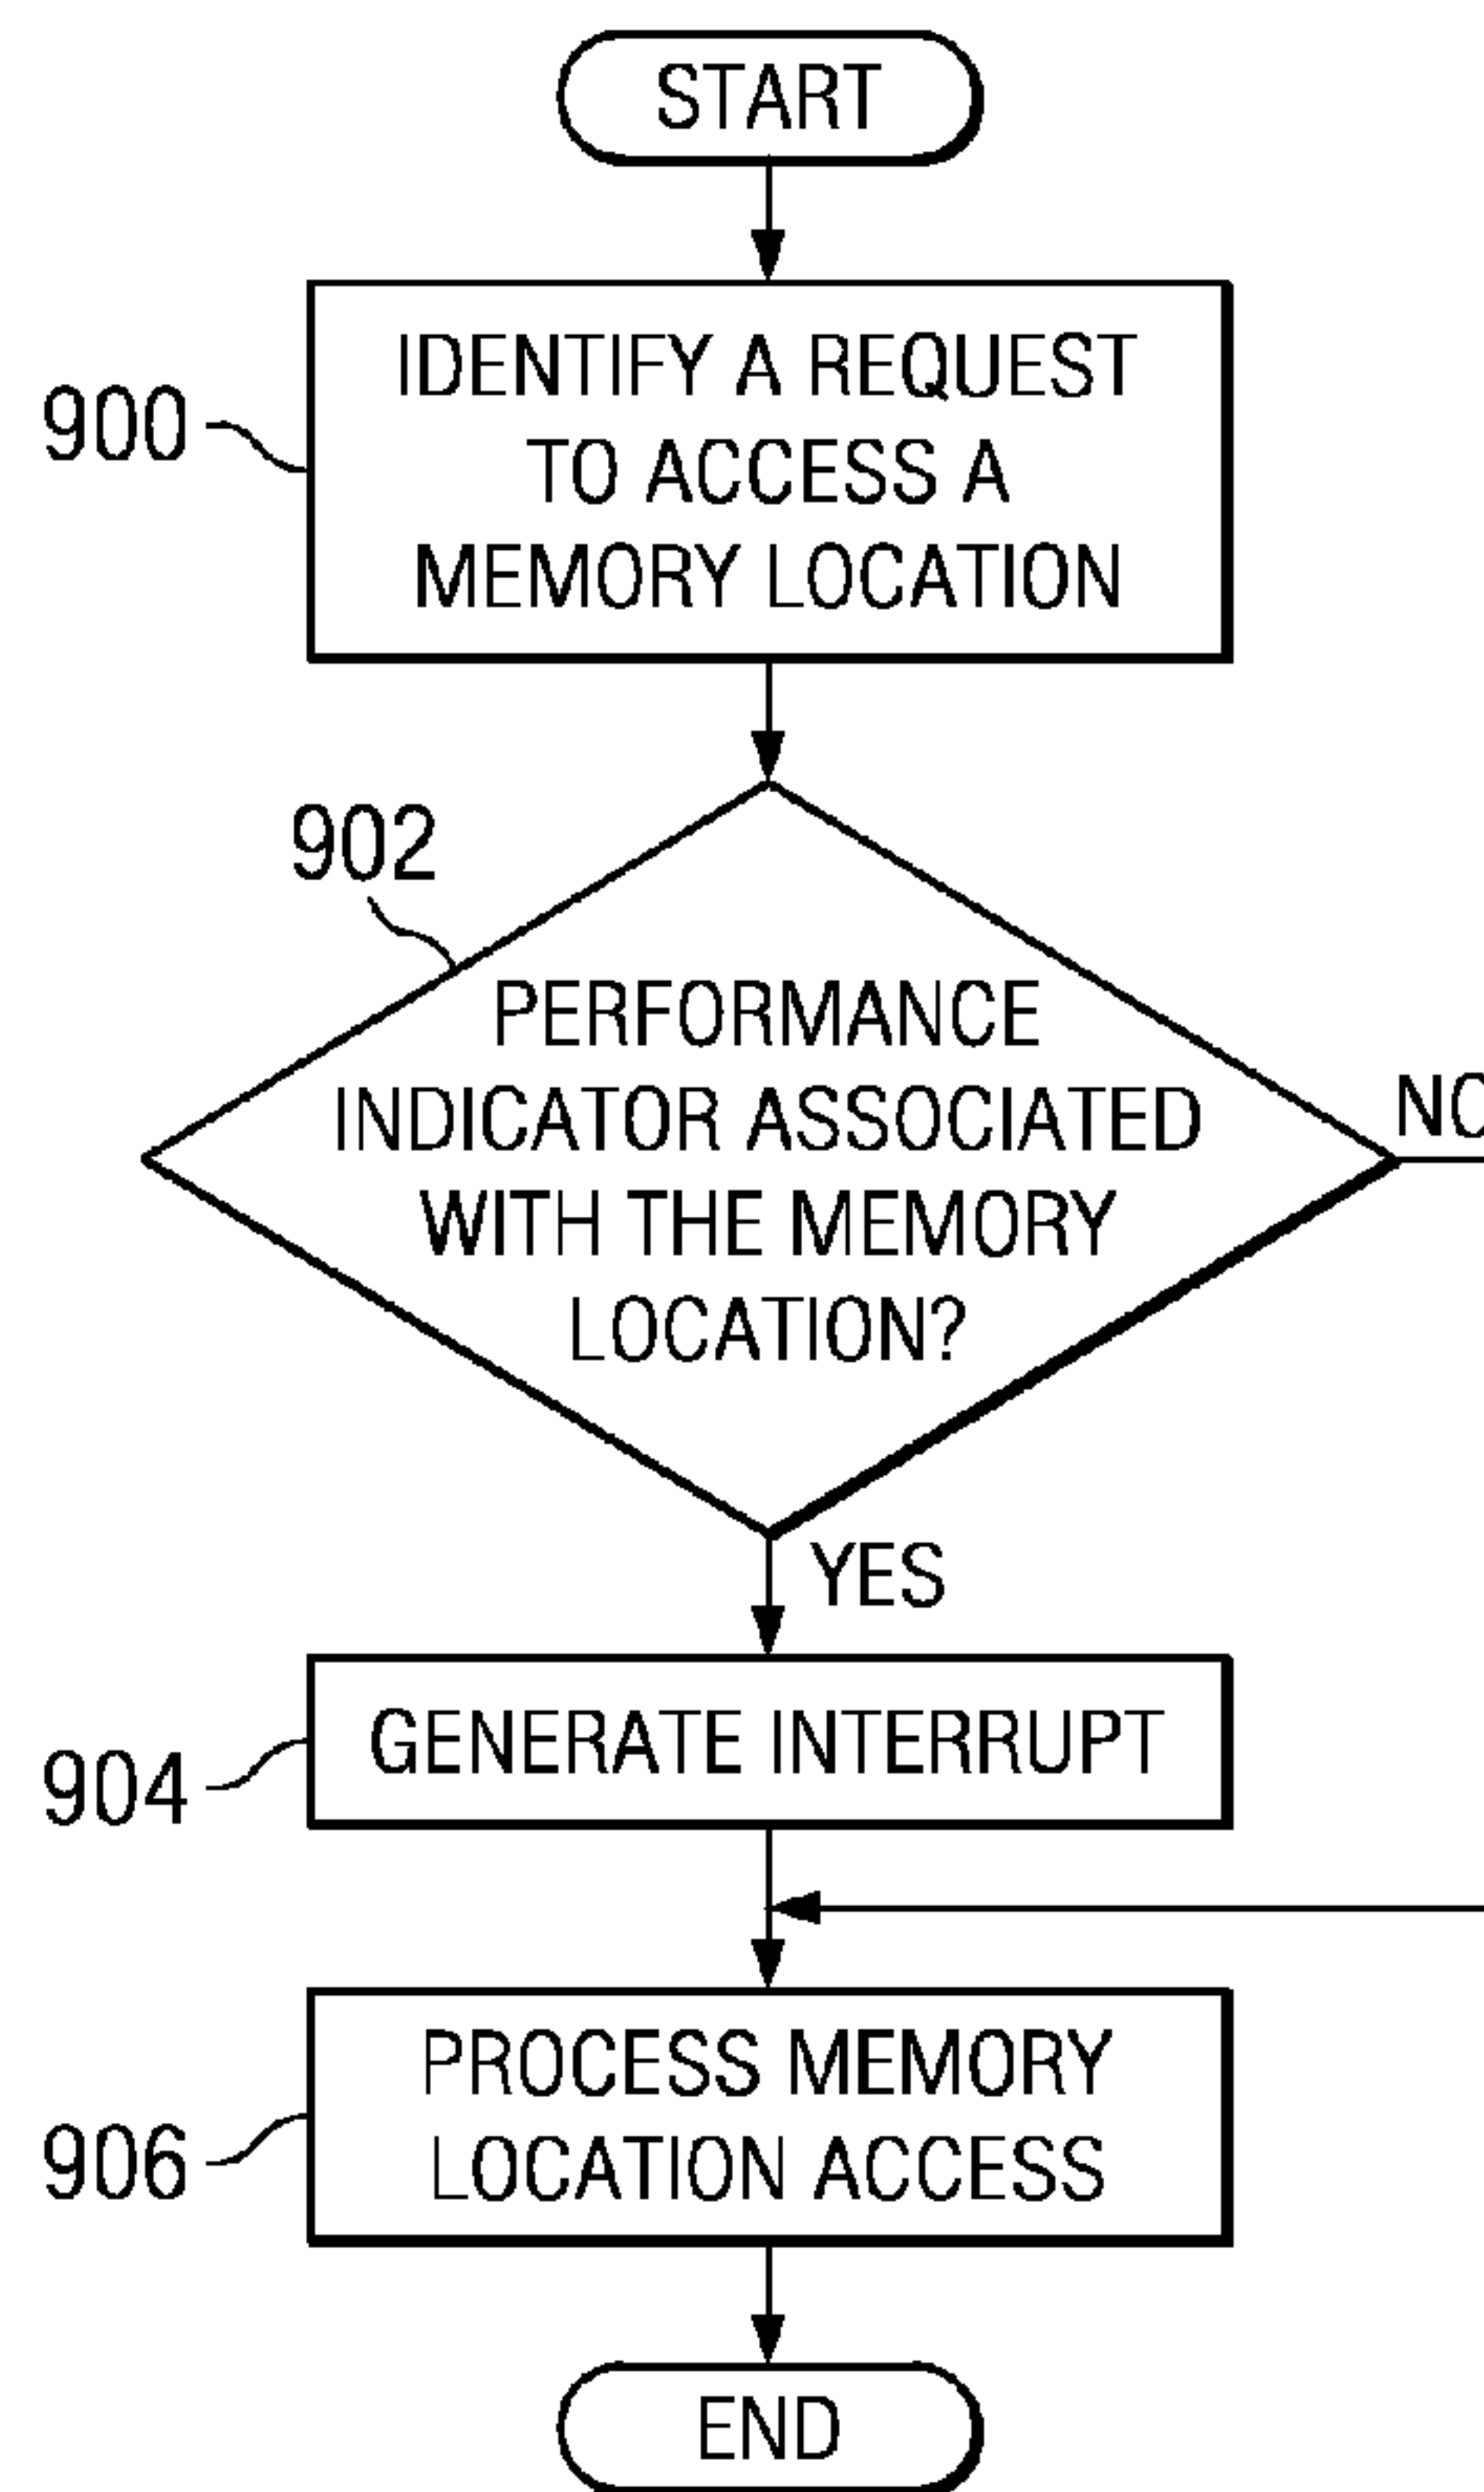 START
900
IDENTIFY A REQUEST
TO ACCESS A
MEMORY LOCATION
902
PERFORMANCE
INDICATOR ASSOCIATED
WITH THE MEMORY
LOCATION?
NO
YES
904
GENERATE INTERRUPT
906
PROCESS MEMORY
LOCATION ACCESS
END